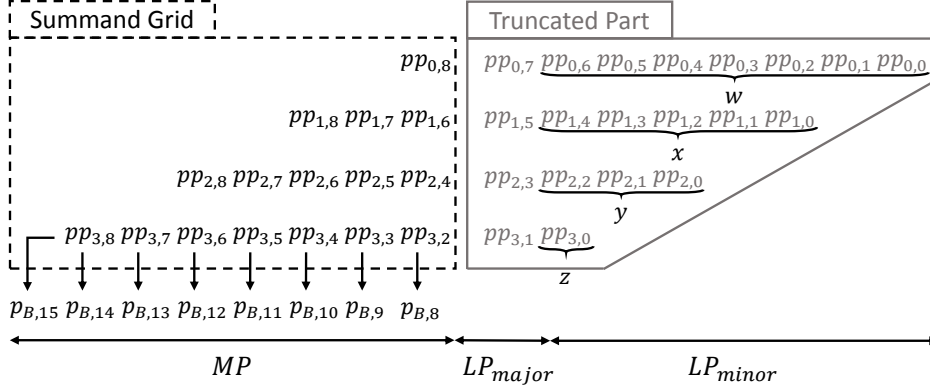 Summand Grid Truncated Part
pp0,8 pp0,7 pp0,6 pp0,5 pp0,4 pp0,3 pp0,2 pp0,1 pp0,0
w
pp1,8 pp1,7 pp1,6 pp1,5 pp1,4 pp1,3 pp1,2 pp1,1 pp1,0
x
pp2,8 pp2,7 pp2,6 pp2,5 pp2,4 pp2,3 pp2,2 pp2,1 pp2,0
y
pp3,8 pp3,7 pp3,6 pp3,5 pp3,4 pp3,3 pp3,2 pp3,1 pp3,0
z
pB,15 pB,14 pB,13 pB,12 pB,11 pB,10 pB,9 pB,8
MP LPmajor LPminor